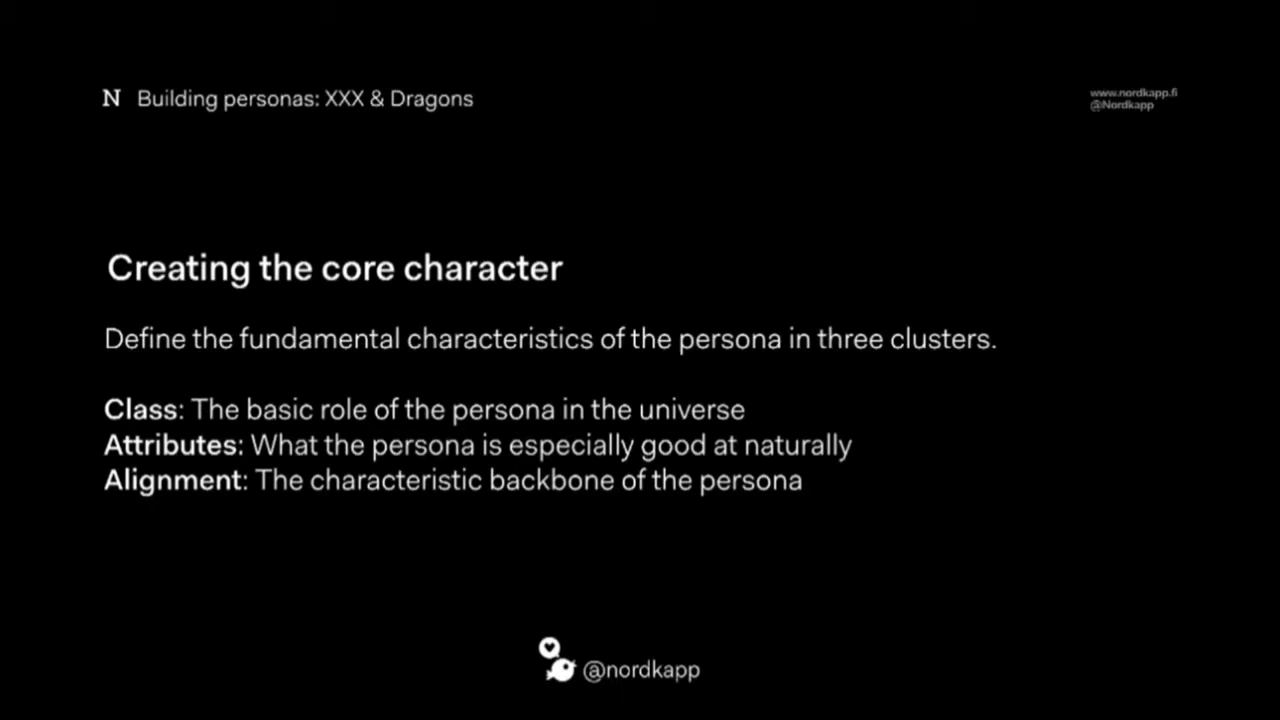 N Building personas: XXX & Dragons
www.nordkapp.fi
@Nordkapp
Creating the core character
Define the fundamental characteristics of the persona in three clusters.
Class: The basic role of the persona in the universe
Attributes: What the persona is especially good at naturally
Alignment: The characteristic backbone of the persona
@nordkapp